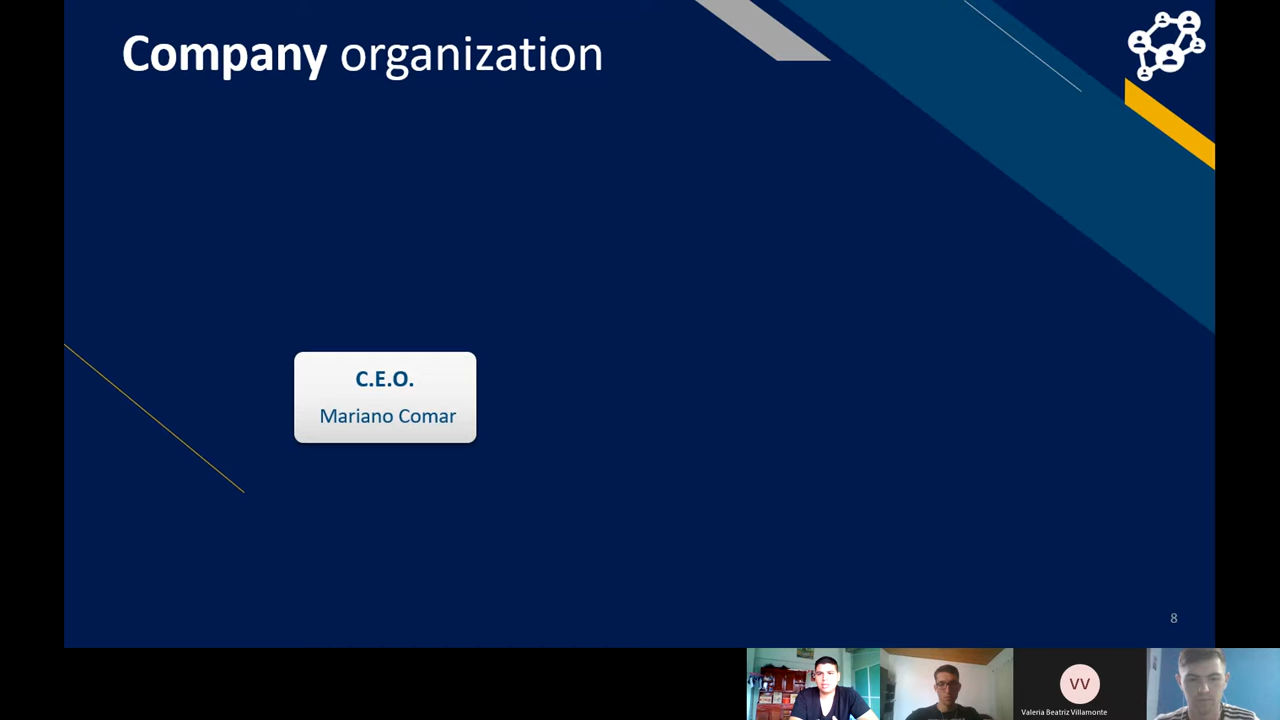 Company organization
C.E.O.
Mariano Comar
8
VV
Valeria Beatriz Villamonte